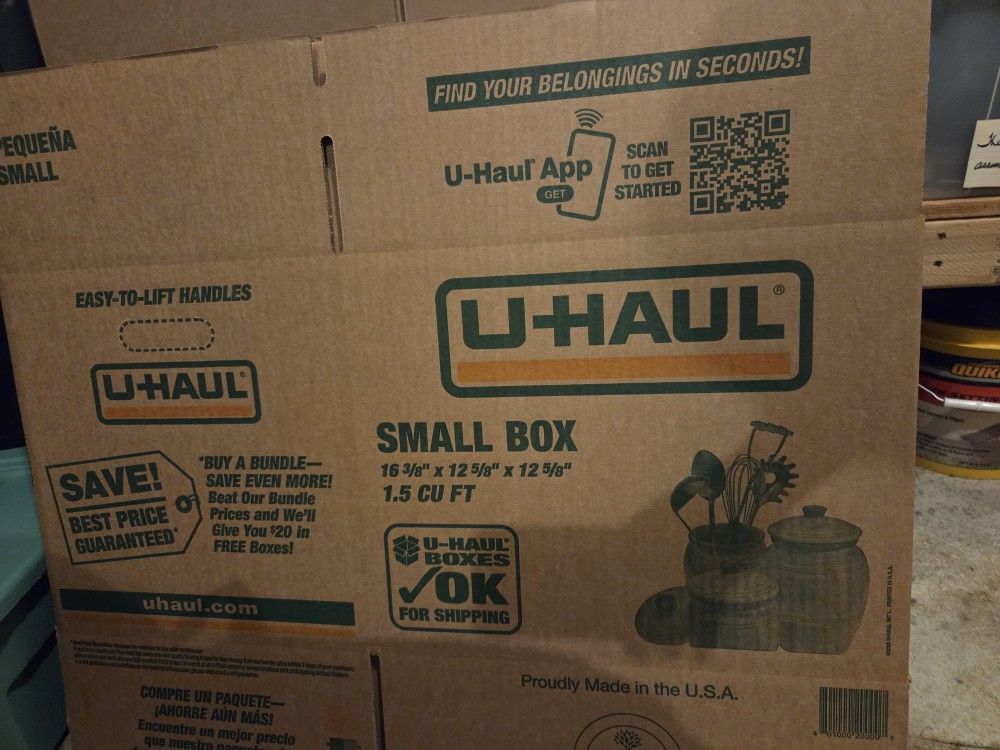 FIND YOUR BELONGINGS IN SECONDS!
U-Haul® App
GET
SCAN
TO GET
STARTED
PEQUEÑA
SMALL
EASY-TO-LIFT HANDLES
U-HAUL®
U-HAUL®
SAVE!
BEST PRICE
GUARANTEED*
*BUY A BUNDLE—
SAVE EVEN MORE!
Beat Our Bundle
Prices and We'll
Give You $20 in
FREE Boxes!
uhaul.com
SMALL BOX
16 3/8" x 12 5/8" x 12 5/8"
1.5 CU FT
U-HAUL®
BOXES
✓OK
FOR SHIPPING
COMPRE UN PAQUETE—
¡AHORRE AÚN MÁS!
Encuentre un mejor precio
que nuestro
Proudly Made in the U.S.A.
QUIK